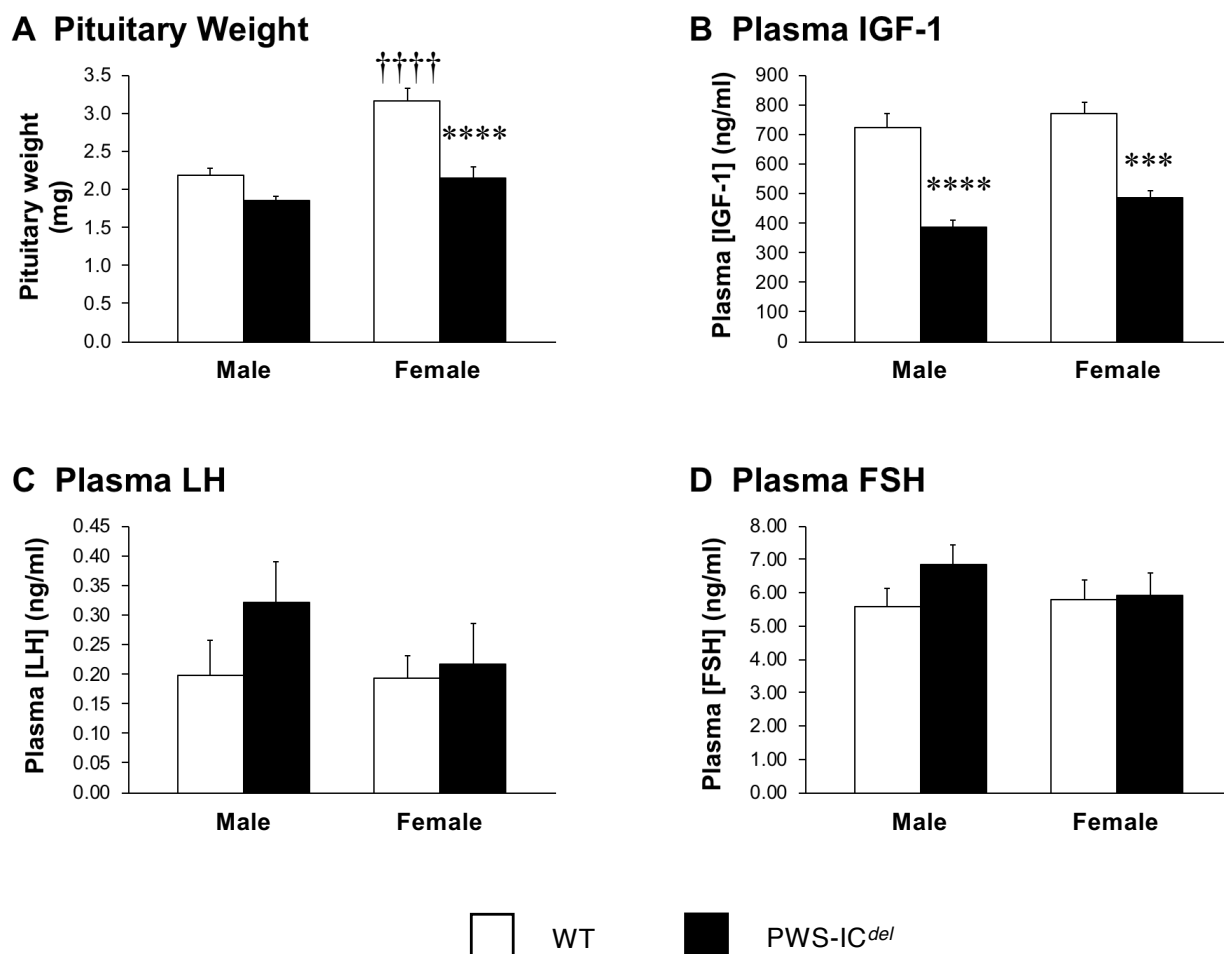 A Pituitary Weight
Pituitary weight
(mg)
3.5
3.0
2.5
2.0
1.5
1.0
0.5
0.0
††††
****
Male Female
B Plasma IGF-1
Plasma [IGF-1] (ng/ml)
900
800
700
600
500
400
300
200
100
0
****
***
Male Female
C Plasma LH
Plasma [LH] (ng/ml)
0.45
0.40
0.35
0.30
0.25
0.20
0.15
0.10
0.05
0.00
Male Female
D Plasma FSH
Plasma [FSH] (ng/ml)
8.00
7.00
6.00
5.00
4.00
3.00
2.00
1.00
0.00
Male Female
WT PWS-ICdel